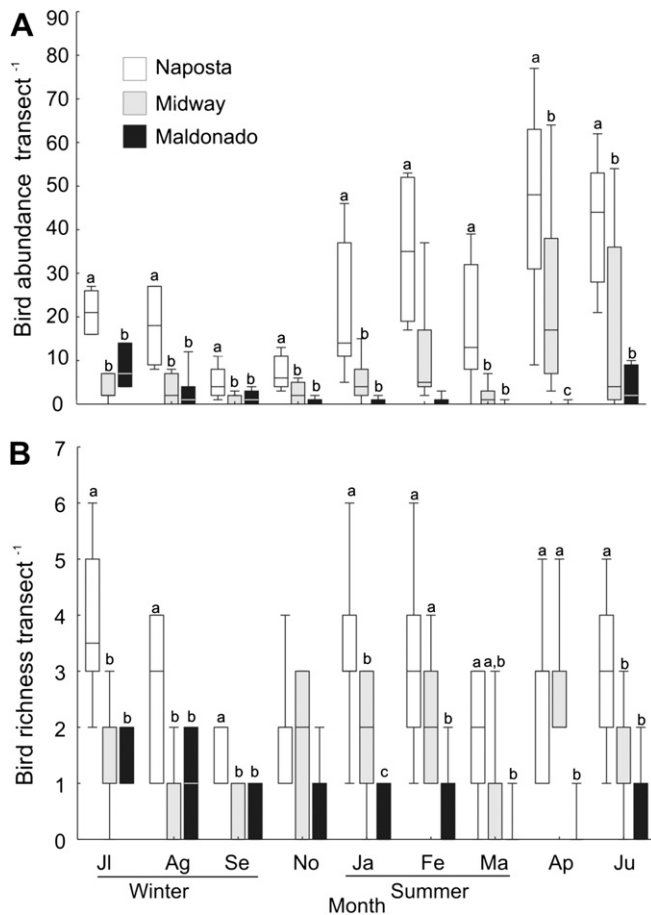 A
Bird abundance transect -1
90
80
70
60
50
40
30
20
10
0
Naposta
Midway
Maldonado
a b b
a b b
a b b
a b b
a b b
a
a b b
a b c
a b b
B
Bird richness transect -1
7
6
5
4
3
2
1
0
a b b
a b b
a b b
a b c
a a b
a a,b b
a a b
a b b
Jl Ag Se No Ja Fe Ma Ap Ju
Winter Summer
Month